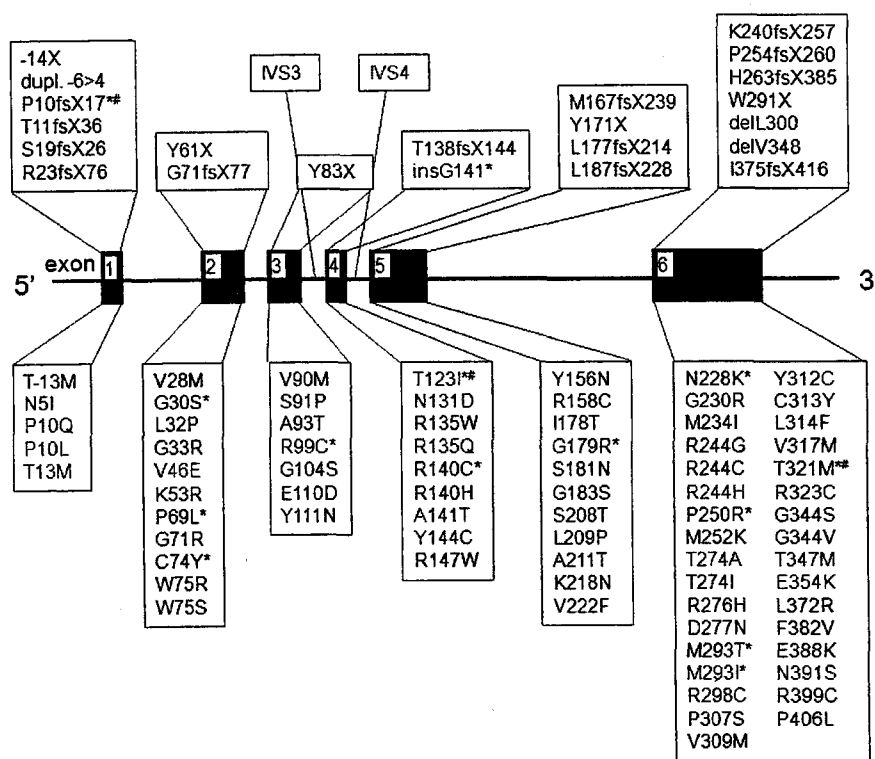 -14X
dupl. -6>4
P10fsX17*#
T11fsX36
S19fsX26
R23fsX76
Y61X
G71fsX77
IVS3
IVS4
Y83X
T138fsX144
insG141*
M167fsX239
Y171X
L177fsX214
L187fsX228
K240fsX257
P254fsX260
H263fsX385
W291X
delL300
delV348
I375fsX416
5' exon 1 2 3 4 5 6 3
T-13M
N5I
P10Q
P10L
T13M
V28M
G30S*
L32P
G33R
V46E
K53R
P69L*
G71R
C74Y*
W75R
W75S
V90M
S91P
A93T
R99C*
G104S
E110D
Y111N
T123I*#
N131D
R135W
R135Q
R140C*
R140H
A141T
Y144C
R147W
Y156N
R158C
I178T
G179R*
S181N
G183S
S208T
L209P
A211T
K218N
V222F
N228K*
G230R
M234I
R244G
R244C
R244H
P250R*
M252K
T274A
T274I
R276H
D277N
M293T*
M293I*
R298C
P307S
V309M
Y312C
C313Y
L314F
V317M
T321M*#
R323C
G344S
G344V
T347M
E354K
L372R
F382V
E388K
N391S
R399C
P406L